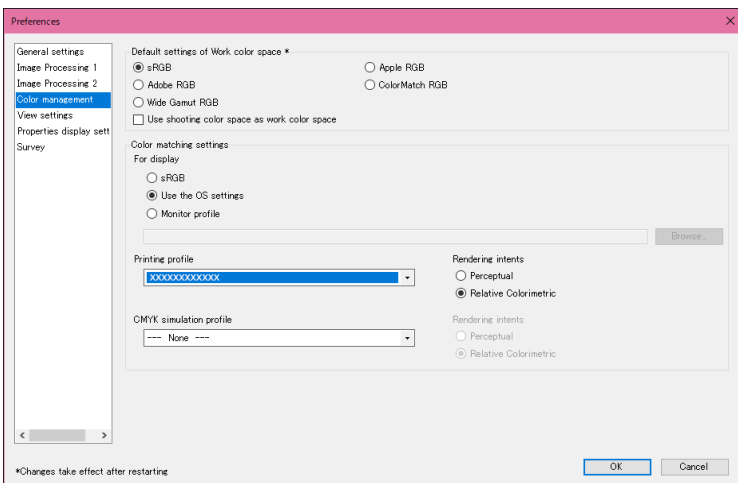 Preferences
General settings
Image Processing 1
Image Processing 2
Color management
View settings
Properties display sett
Survey
Default settings of Work color space *
sRGB
Apple RGB
Adobe RGB
ColorMatch RGB
Wide Gamut RGB
Use shooting color space as work color space
Color matching settings
For display
sRGB
Use the OS settings
Monitor profile
Browse...
Printing profile
XXXXXXXXXXXX
Rendering intents
Perceptual
Relative Colorimetric
CMYK simulation profile
--- None ---
Rendering intents
Perceptual
Relative Colorimetric
*Changes take effect after restarting
OK
Cancel